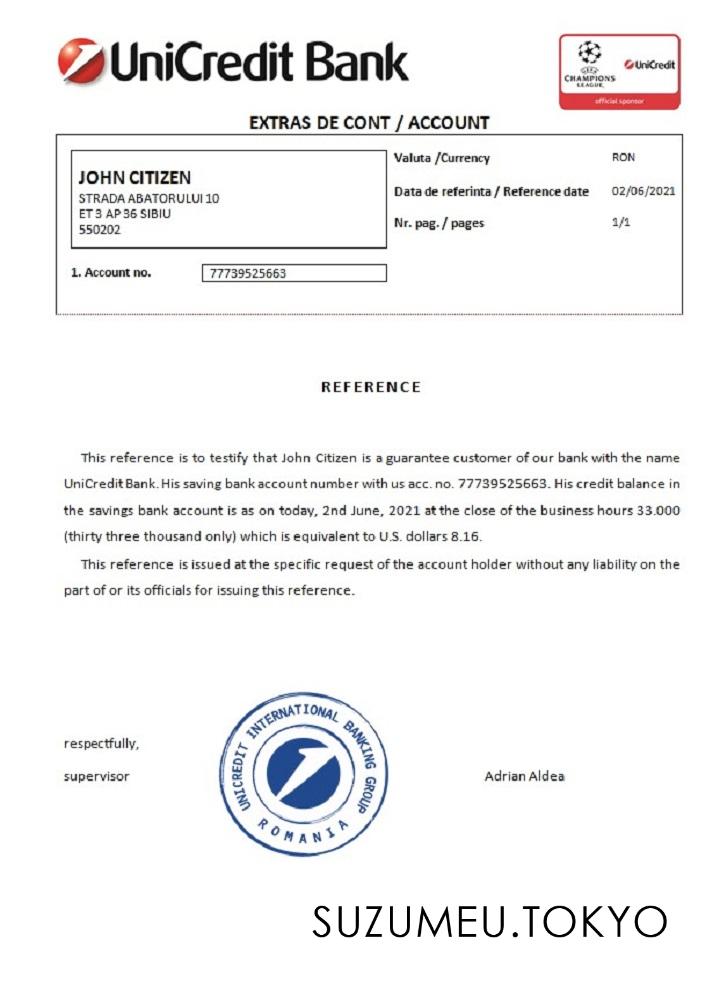 UniCredit Bank
UEFA
CHAMPIONS
LEAGUE
UniCredit
official sponsor
EXTRAS DE CONT / ACCOUNT
JOHN CITIZEN
STRADA ABATORULUI 10
ET 3 AP 36 SIBIU
550202
Valuta /Currency RON
Data de referinta / Reference date 02/06/2021
Nr. pag. / pages 1/1
1. Account no. 77739525663
REFERENCE
This reference is to testify that John Citizen is a guarantee customer of our bank with the name
UniCredit Bank. His saving bank account number with us acc. no. 77739525663. His credit balance in
the savings bank account is as on today, 2nd June, 2021 at the close of the business hours 33.000
(thirty three thousand only) which is equivalent to U.S. dollars 8.16.
This reference is issued at the specific request of the account holder without any liability on the
part of or its officials for issuing this reference.
respectfully,
supervisor
UNICREDIT INTERNATIONAL BANKING GROUP
ROMANIA
Adrian Aldea
SUZUMEU.TOKYO